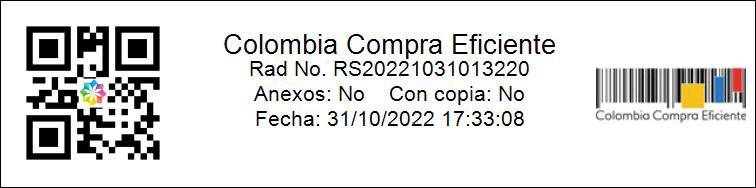 Colombia Compra Eficiente
Rad No. RS20221031013220
Anexos: No    Con copia: No
Fecha: 31/10/2022 17:33:08
Colombia Compra Eficiente